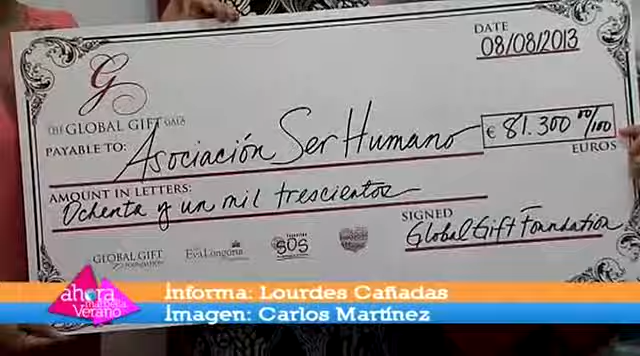 DATE
08/08/2013
G
THE GLOBAL GIFT GALA
PAYABLE TO: Asociación Ser Humano € 81.300 00/100
EUROS
AMOUNT IN LETTERS:
Ochenta y un mil trescientos
SIGNED
Global Gift Foundation
GLOBAL GIFT
FOUNDATION
Eva Longoria
SOS
ahora
marbella
Verano
Informa: Lourdes Cañadas
Imagen: Carlos Martínez